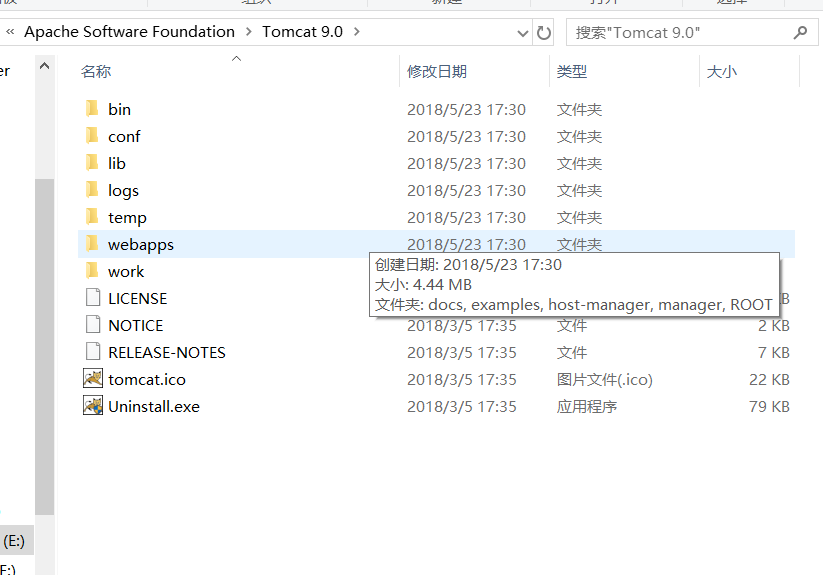 « Apache Software Foundation > Tomcat 9.0 > 搜索"Tomcat 9.0"
er
名称 修改日期 类型 大小
bin 2018/5/23 17:30 文件夹
conf 2018/5/23 17:30 文件夹
lib 2018/5/23 17:30 文件夹
logs 2018/5/23 17:30 文件夹
temp 2018/5/23 17:30 文件夹
webapps 2018/5/23 17:30 文件夹
创建日期: 2018/5/23 17:30
大小: 4.44 MB
文件夹: docs, examples, host-manager, manager, ROOT
work
LICENSE
NOTICE 2018/3/5 17:35 文件 2 KB
RELEASE-NOTES 2018/3/5 17:35 文件 7 KB
tomcat.ico 2018/3/5 17:35 图片文件(.ico) 22 KB
Uninstall.exe 2018/3/5 17:35 应用程序 79 KB
(E:)